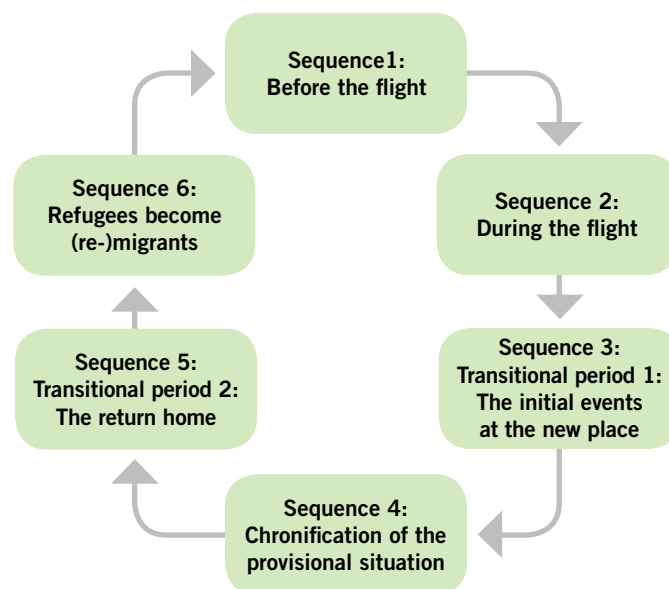 Sequence1:
Before the flight
Sequence 2:
During the flight
Sequence 3:
Transitional period 1:
The initial events
at the new place
Sequence 4:
Chronification of the
provisional situation
Sequence 5:
Transitional period 2:
The return home
Sequence 6:
Refugees become
(re-)migrants